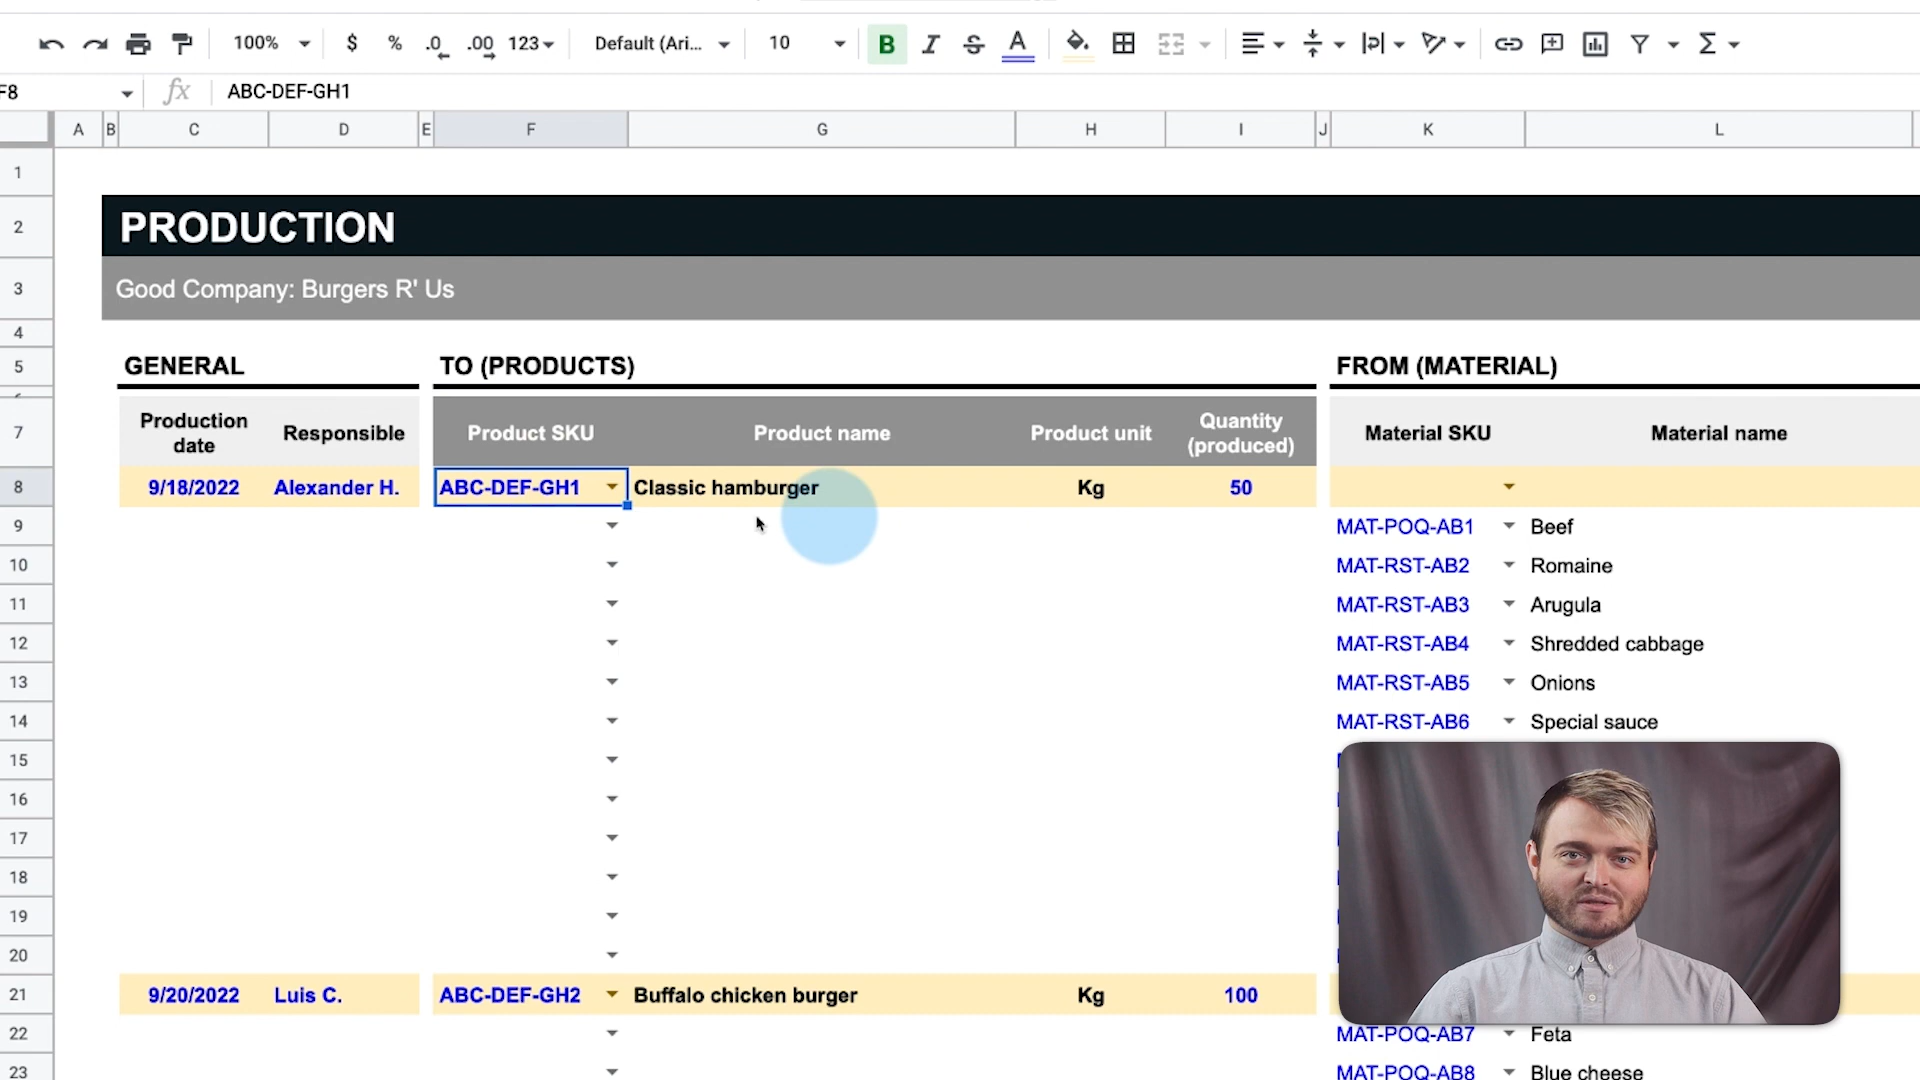 100% $ % .0 .00 123 Default (Ari... 10 B I S A
F8 fx ABC-DEF-GH1
A B C D E F G H I J K L
1
2 PRODUCTION
3 Good Company: Burgers R' Us
4
5 GENERAL TO (PRODUCTS) FROM (MATERIAL)
7 Production date Responsible Product SKU Product name Product unit Quantity (produced) Material SKU Material name
8 9/18/2022 Alexander H. ABC-DEF-GH1 Classic hamburger Kg 50
9 MAT-POQ-AB1 Beef
10 MAT-RST-AB2 Romaine
11 MAT-RST-AB3 Arugula
12 MAT-RST-AB4 Shredded cabbage
13 MAT-RST-AB5 Onions
14 MAT-RST-AB6 Special sauce
15
16
17
18
19
20
21 9/20/2022 Luis C. ABC-DEF-GH2 Buffalo chicken burger Kg 100
22 MAT-POQ-AB7 Feta
23 MAT-POQ-AB8 Blue cheese